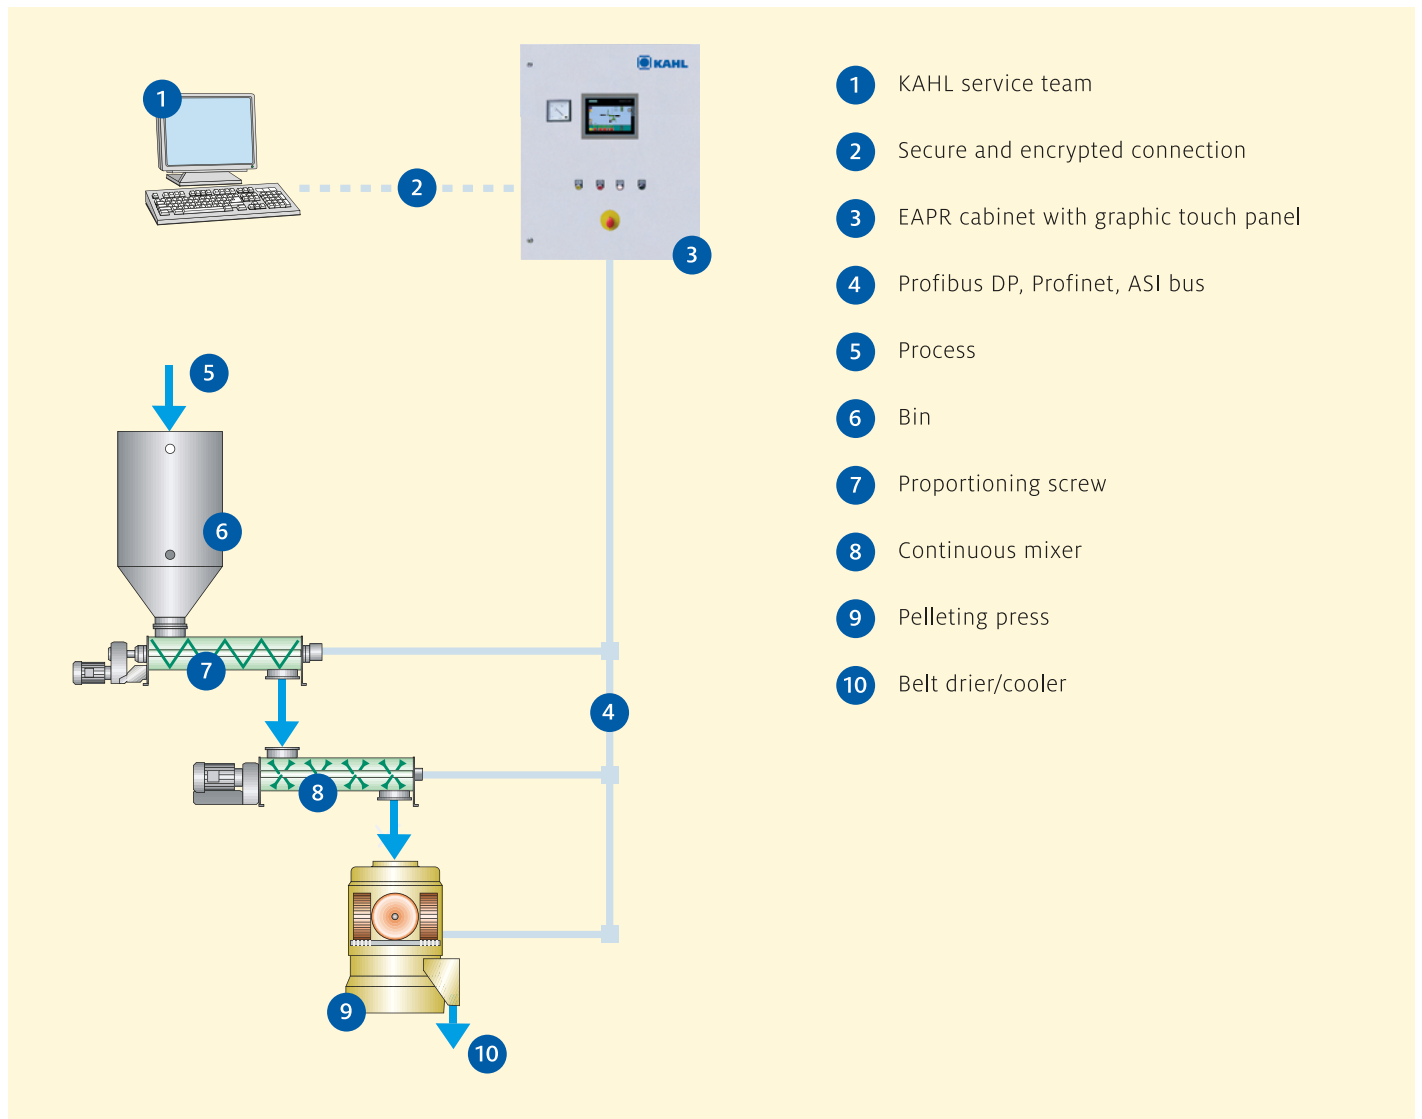 1
KAHL
2
3
5
6
7
4
8
9
10
1 KAHL service team
2 Secure and encrypted connection
3 EAPR cabinet with graphic touch panel
4 Profibus DP, Profinet, ASI bus
5 Process
6 Bin
7 Proportioning screw
8 Continuous mixer
9 Pelleting press
10 Belt drier/cooler